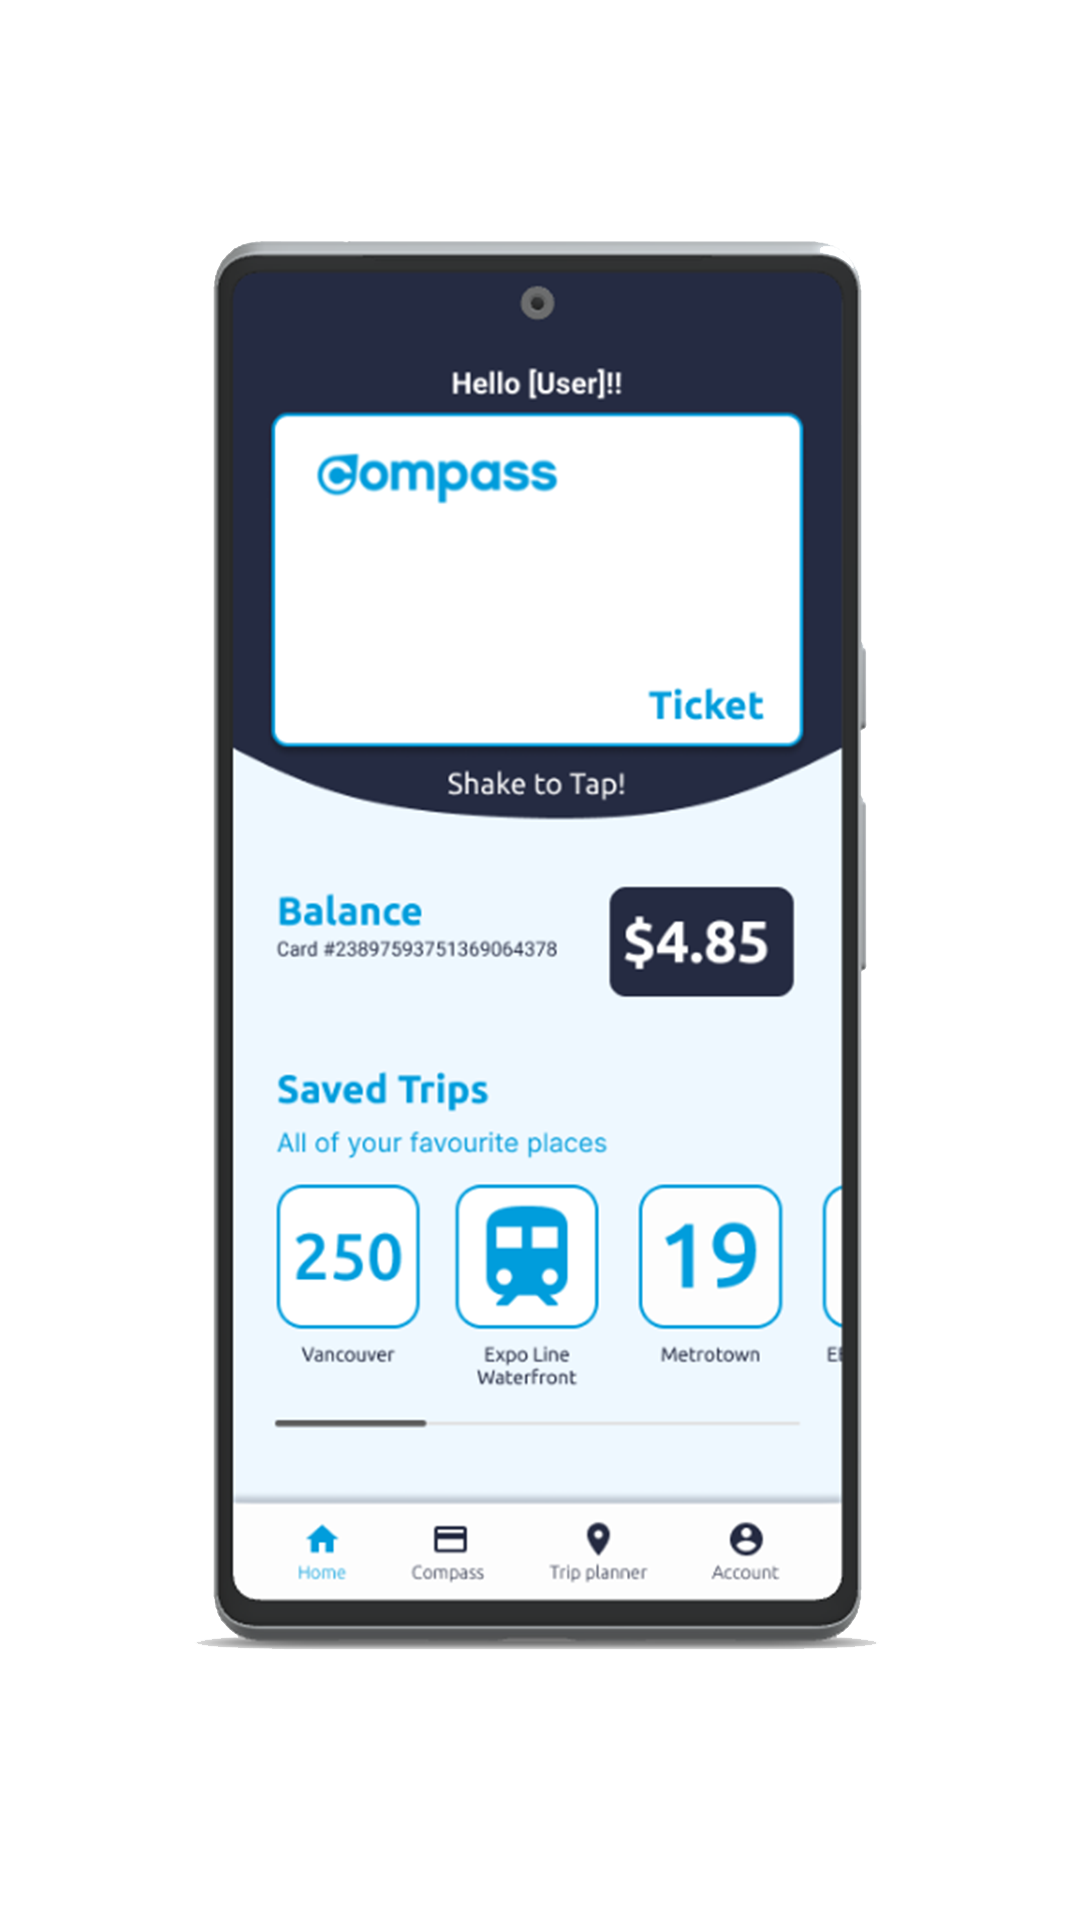 Hello [User]!!
Compass
Ticket
Shake to Tap!
Balance
Card #23897593751369064378
$4.85
Saved Trips
All of your favourite places
250
19
Vancouver
Expo Line
Waterfront
Metrotown
Home
Compass
Trip planner
Account